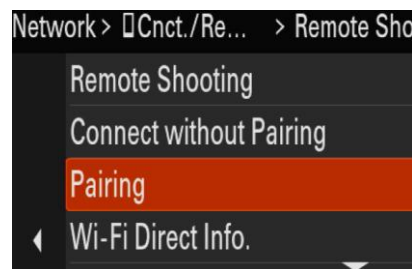 Network > Cnct./Re... > Remote Sho
Remote Shooting
Connect without Pairing
Pairing
Wi-Fi Direct Info.